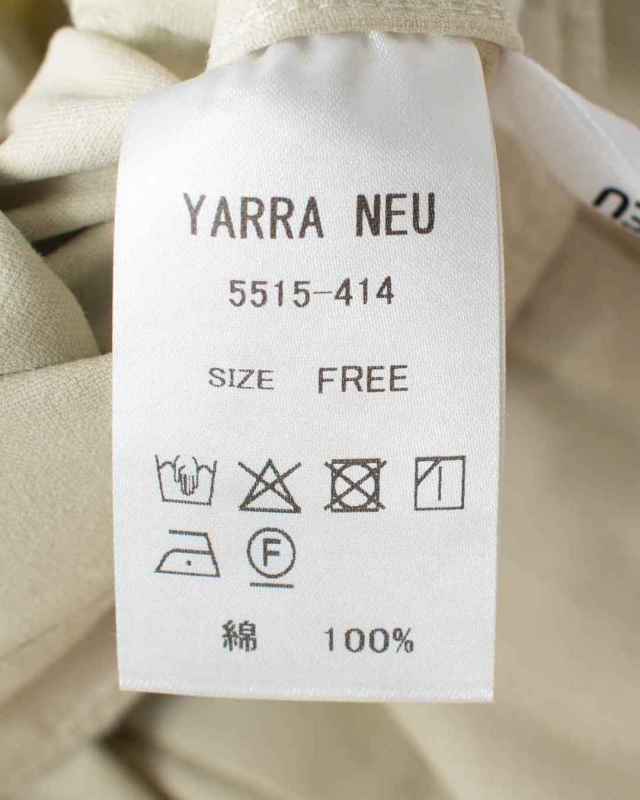 YARRA NEU
5515-414
SIZE FREE
F
綿 100%